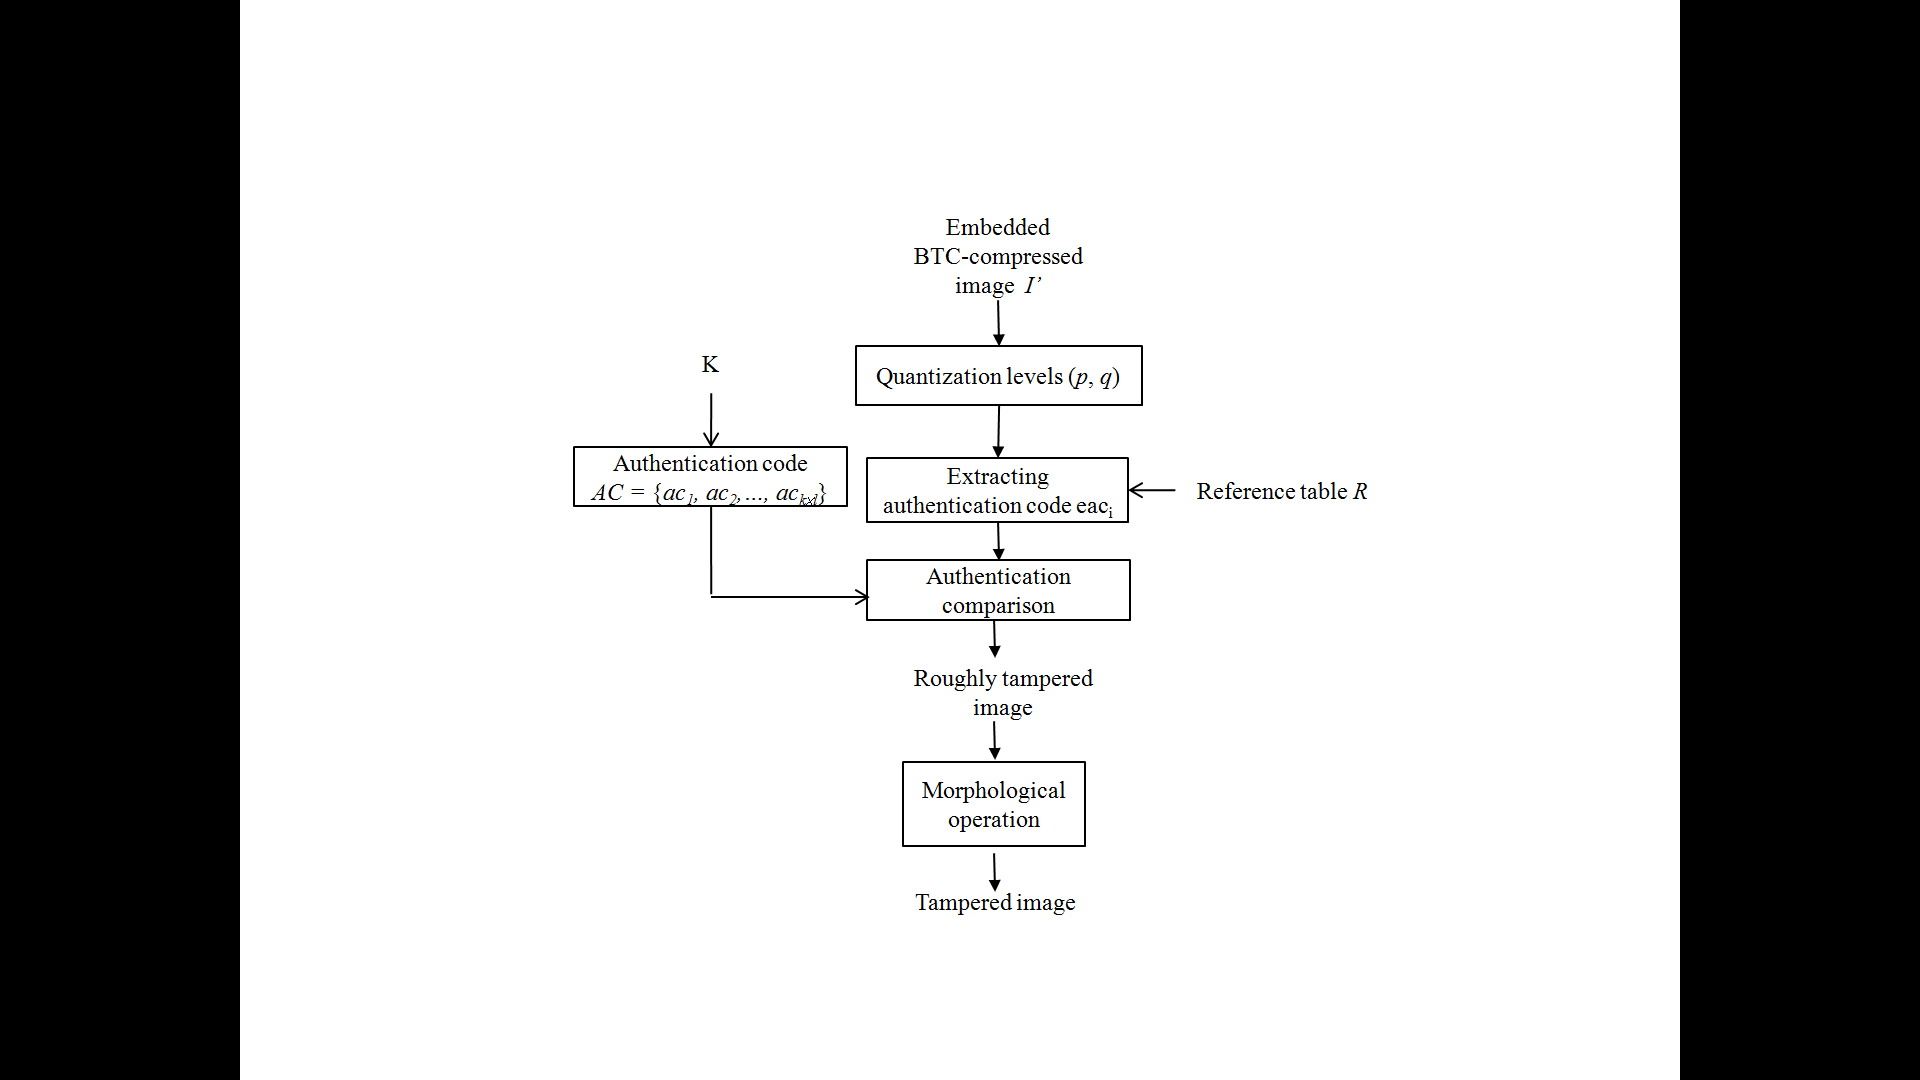 Embedded
BTC-compressed
image I’
K
Quantization levels (p, q)
Authentication code
AC = {ac1, ac2,..., ackxl}
Extracting
authentication code eaci
Reference table R
Authentication
comparison
Roughly tampered
image
Morphological
operation
Tampered image